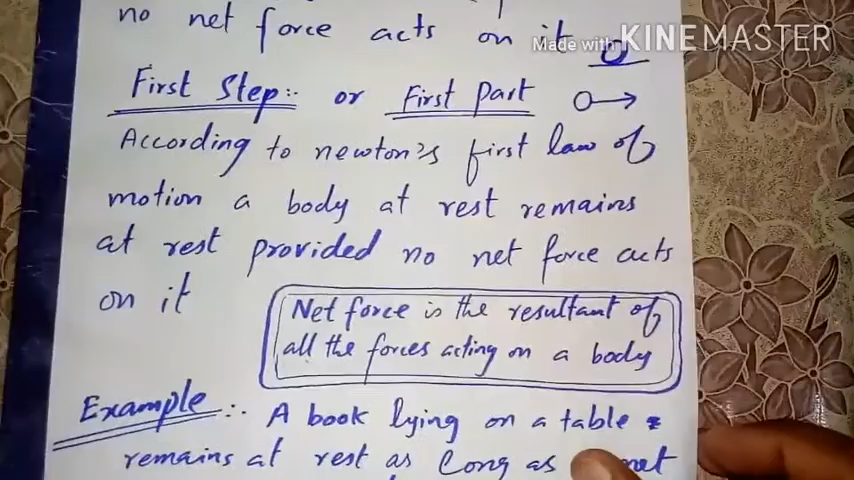 no net force acts on it
Made with KINEMASTER
First Step :- or First Part
According to newton's first law of
motion a body at rest remains
at rest provided no net force acts
on it
Net force is the resultant of
all the forces acting on a body
Example :- A book lying on a table
remains at rest as long as net